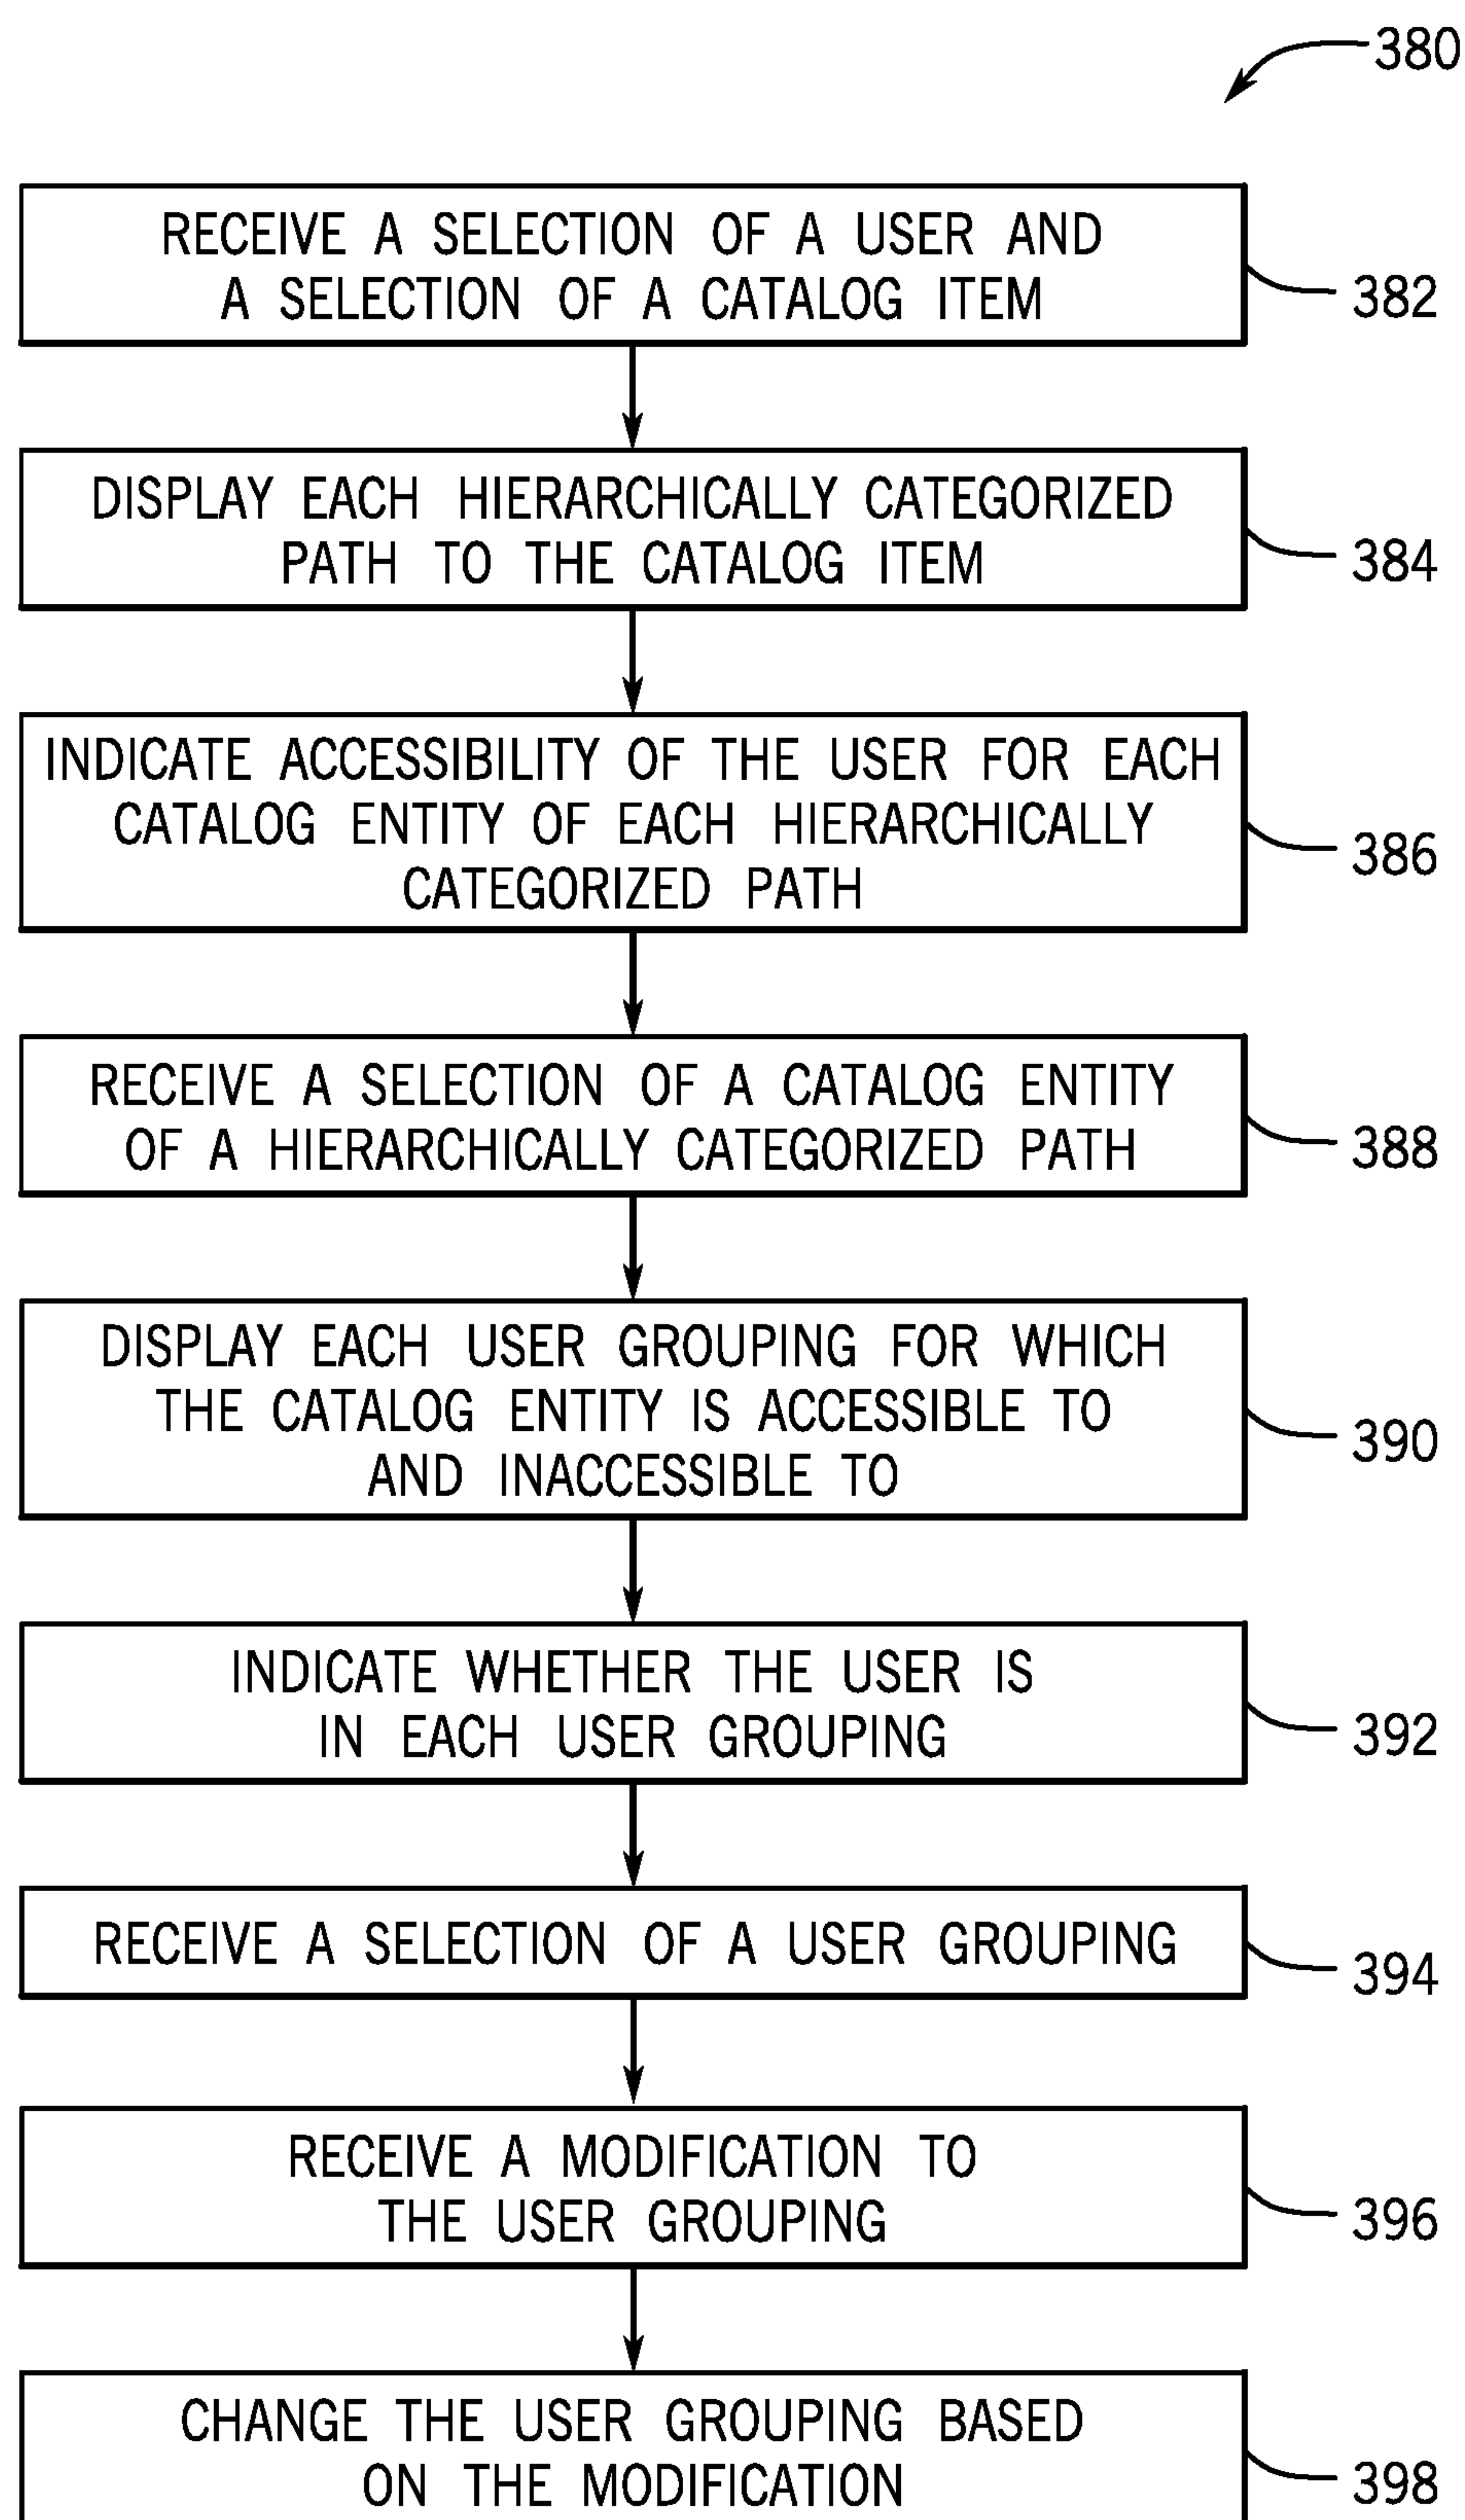 380
RECEIVE A SELECTION OF A USER AND
A SELECTION OF A CATALOG ITEM
382
DISPLAY EACH HIERARCHICALLY CATEGORIZED
PATH TO THE CATALOG ITEM
384
INDICATE ACCESSIBILITY OF THE USER FOR EACH
CATALOG ENTITY OF EACH HIERARCHICALLY
CATEGORIZED PATH
386
RECEIVE A SELECTION OF A CATALOG ENTITY
OF A HIERARCHICALLY CATEGORIZED PATH
388
DISPLAY EACH USER GROUPING FOR WHICH
THE CATALOG ENTITY IS ACCESSIBLE TO
AND INACCESSIBLE TO
390
INDICATE WHETHER THE USER IS
IN EACH USER GROUPING
392
RECEIVE A SELECTION OF A USER GROUPING
394
RECEIVE A MODIFICATION TO
THE USER GROUPING
396
CHANGE THE USER GROUPING BASED
ON THE MODIFICATION
398